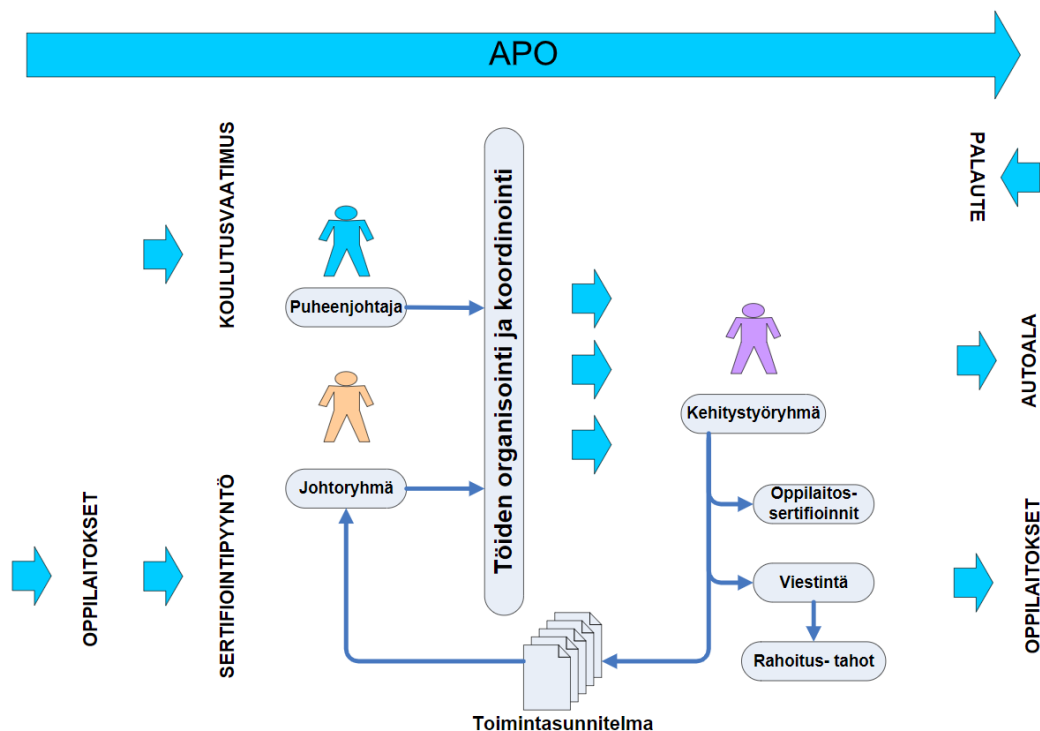 APO
KOULUTUSVAATIMUS
PALAUTE
Töiden organisointi ja koordinointi
Puheenjohtaja
AUTOALA
Kehitystyöryhmä
Johtoryhmä
Oppilaitos-
sertifioinnit
OPPILAITOKSET
SERTIFIOINTIPYYNTÖ
Viestintä
OPPILAITOKSET
Rahoitus- tahot
Toimintasunnitelma